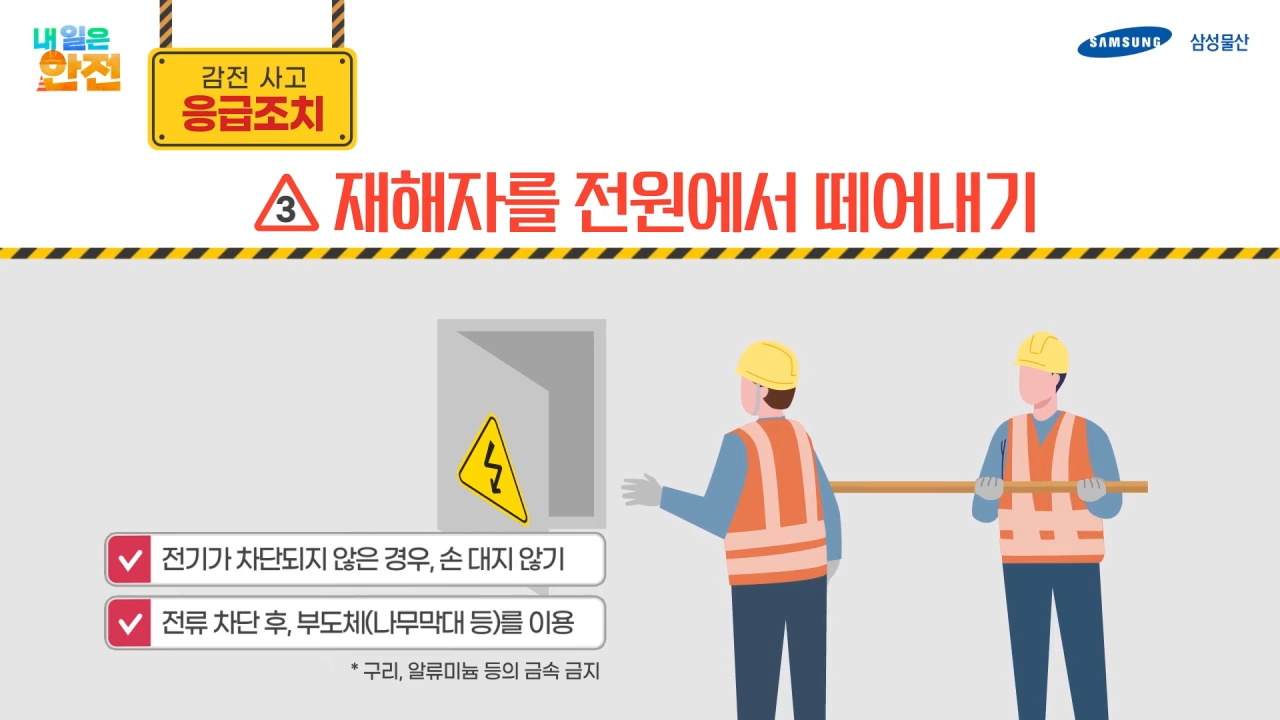 내 일은
안전
감전 사고
응급조치
SAMSUNG 삼성물산
3 재해자를 전원에서 떼어내기
전기가 차단되지 않은 경우, 손 대지 않기
전류 차단 후, 부도체(나무막대 등)를 이용
* 구리, 알류미늄 등의 금속 금지